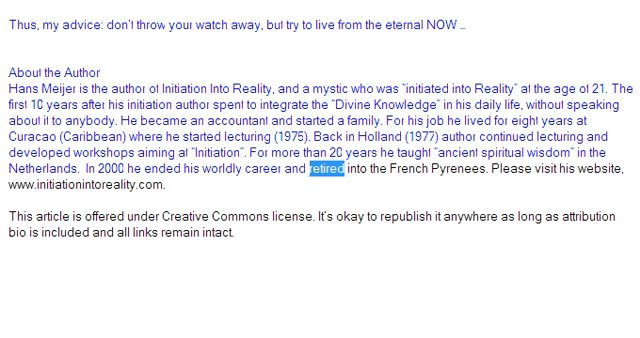 Thus, my advice: don't throw your watch away, but try to live from the eternal NOW ...
About the Author
Hans Meijer is the author of Initiation Into Reality, and a mystic who was "initiated into Reality" at the age of 21. The
first 10 years after his initiation author spent to integrate the "Divine Knowledge" in his daily life, without speaking
about it to anybody. He became an accountant and started a family. For his job he lived for eight years at
Curacao (Caribbean) where he started lecturing (1975). Back in Holland (1977) author continued lecturing and
developed workshops aiming at "Initiation". For more than 20 years he taught "ancient spiritual wisdom" in the
Netherlands. In 2000 he ended his worldly career and retired into the French Pyrenees. Please visit his website,
www.initiationintoreality.com.
This article is offered under Creative Commons license. It's okay to republish it anywhere as long as attribution
bio is included and all links remain intact.